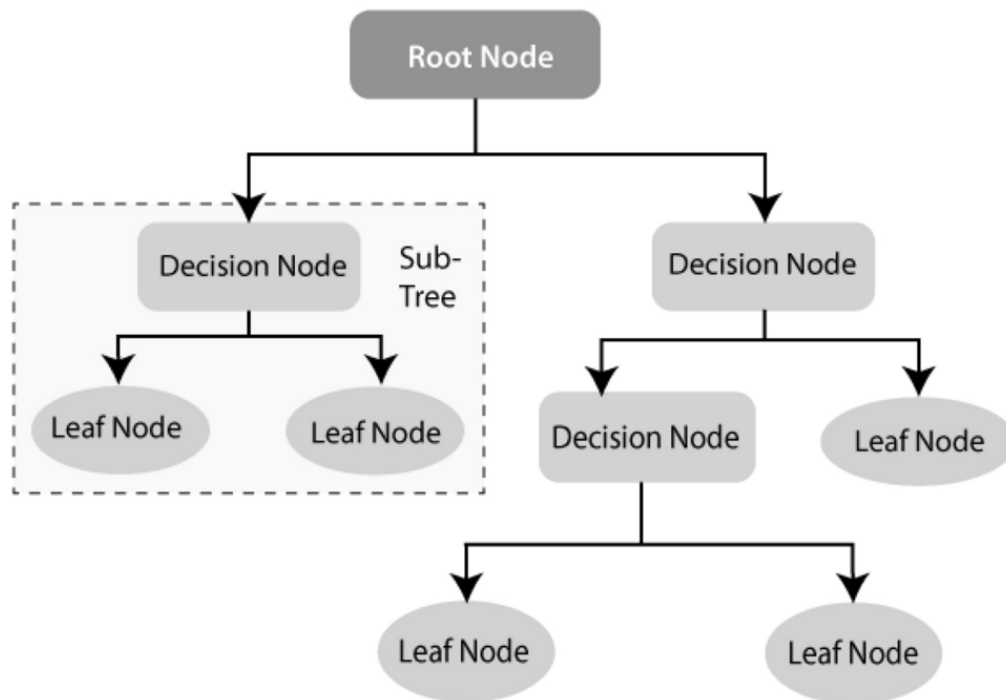 Root Node
Decision Node
Sub-
Tree
Decision Node
Leaf Node
Leaf Node
Decision Node
Leaf Node
Leaf Node
Leaf Node